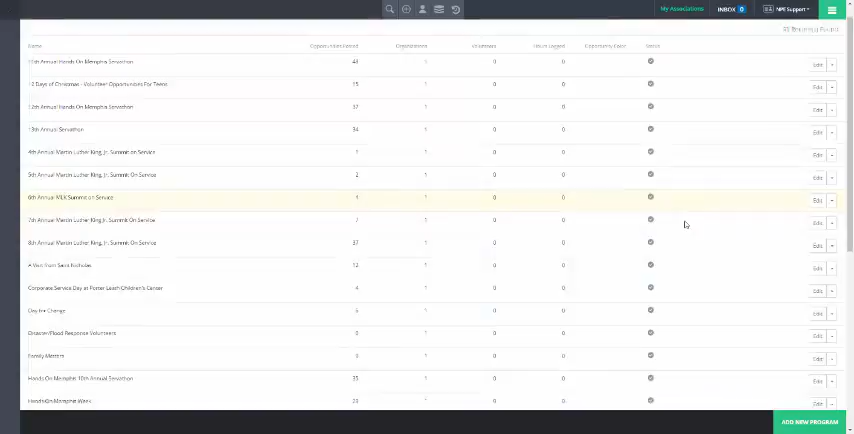 My Associations INBOX 0 NPE Support
Name Opportunities Organizations Volunteers Hours Logged Opportunity Status
Annual Hands On Memphis Servathon 48 1 0 0 Edit
12 Days of Christmas - Volunteer Opportunities For Teens 15 1 0 0 Edit
12th Annual Hands On Memphis Servathon 37 1 0 0 Edit
13th Annual Servathon 34 1 0 0 Edit
4th Annual Martin Luther King, Jr. Summit on Service 1 1 0 0 Edit
5th Annual Martin Luther King, Jr. Summit On Service 2 1 0 0 Edit
6th Annual MLK Summit on Service 1 0 0 Edit
7th Annual Martin Luther King Jr. Summit On Service 7 1 0 0 Edit
8th Annual Martin Luther King, Jr. Summit On Service 37 1 0 0 Edit
A Visit from Saint Nicholas 12 1 0 0 Edit
Corporate Service Day at Porter-Leath Children's Center 4 1 0 0 Edit
Day for Change 1 0 0 Edit
Disaster/Flood Response Volunteers 1 0 0 Edit
Family Matters 1 0 0 Edit
Hands On Memphis 10th Annual Servathon 35 1 0 0 Edit
Hands On Memphis Week 1 0 0 Edit
ADD NEW PROGRAM